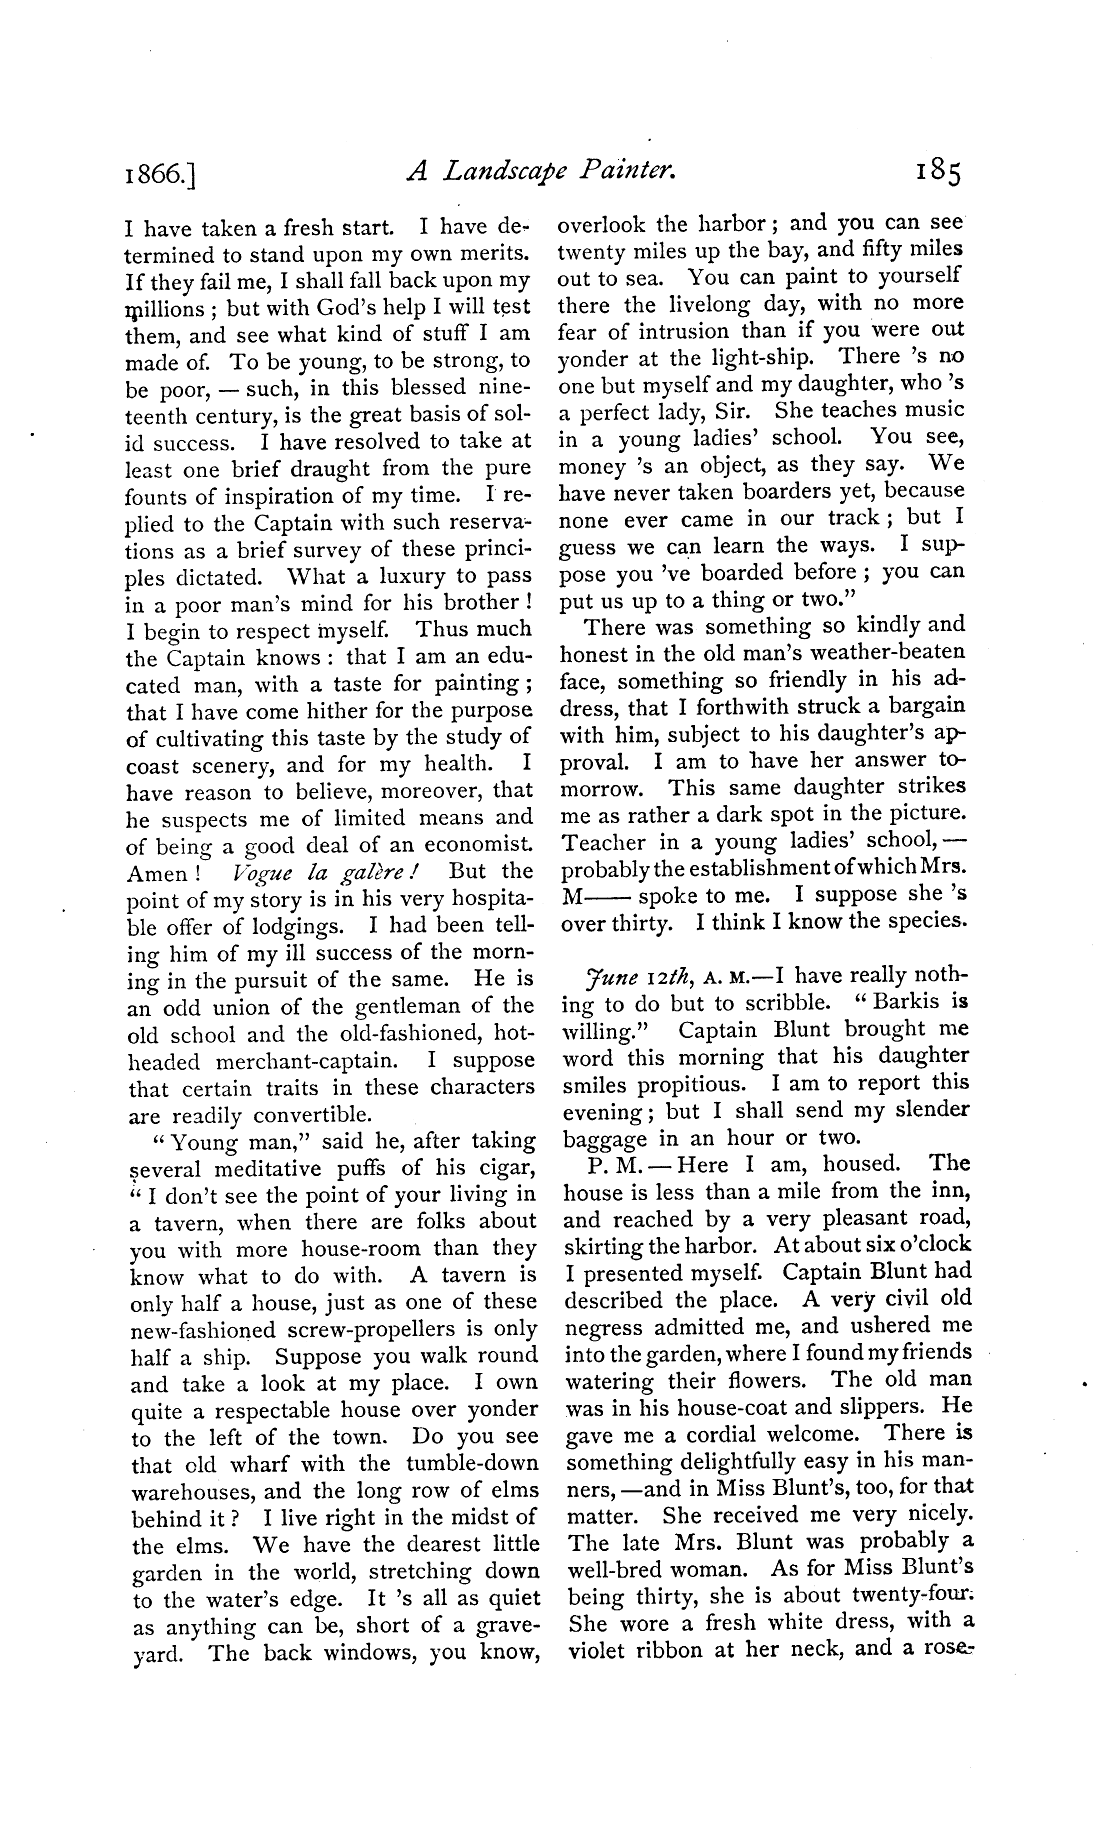 1866.] A Landscape Painter. 185
I have taken a fresh start. I have de-
termined to stand upon my own merits.
If they fail me, I shall fall back upon my
millions ; but with God's help I will test
them, and see what kind of stuff I am
made of. To be young, to be strong, to
be poor, — such, in this blessed nine-
teenth century, is the great basis of sol-
id success. I have resolved to take at
least one brief draught from the pure
founts of inspiration of my time. I re-
plied to the Captain with such reserva-
tions as a brief survey of these princi-
ples dictated. What a luxury to pass
in a poor man's mind for his brother !
I begin to respect myself. Thus much
the Captain knows : that I am an edu-
cated man, with a taste for painting ;
that I have come hither for the purpose
of cultivating this taste by the study of
coast scenery, and for my health. I
have reason to believe, moreover, that
he suspects me of limited means and
of being a good deal of an economist.
Amen ! Vogue la galère ! But the
point of my story is in his very hospita-
ble offer of lodgings. I had been tell-
ing him of my ill success of the morn-
ing in the pursuit of the same. He is
an odd union of the gentleman of the
old school and the old-fashioned, hot-
headed merchant-captain. I suppose
that certain traits in these characters
are readily convertible.
“ Young man,” said he, after taking
several meditative puffs of his cigar,
“ I don't see the point of your living in
a tavern, when there are folks about
you with more house-room than they
know what to do with. A tavern is
only half a house, just as one of these
new-fashioned screw-propellers is only
half a ship. Suppose you walk round
and take a look at my place. I own
quite a respectable house over yonder
to the left of the town. Do you see
that old wharf with the tumble-down
warehouses, and the long row of elms
behind it ? I live right in the midst of
the elms. We have the dearest little
garden in the world, stretching down
to the water's edge. It 's all as quiet
as anything can be, short of a grave-
yard. The back windows, you know,
overlook the harbor ; and you can see
twenty miles up the bay, and fifty miles
out to sea. You can paint to yourself
there the livelong day, with no more
fear of intrusion than if you were out
yonder at the light-ship. There 's no
one but myself and my daughter, who 's
a perfect lady, Sir. She teaches music
in a young ladies' school. You see,
money 's an object, as they say. We
have never taken boarders yet, because
none ever came in our track ; but I
guess we can learn the ways. I sup-
pose you 've boarded before ; you can
put us up to a thing or two.”
There was something so kindly and
honest in the old man's weather-beaten
face, something so friendly in his ad-
dress, that I forthwith struck a bargain
with him, subject to his daughter's ap-
proval. I am to have her answer to-
morrow. This same daughter strikes
me as rather a dark spot in the picture.
Teacher in a young ladies' school, —
probably the establishment of which Mrs.
M—— spoke to me. I suppose she 's
over thirty. I think I know the species.
June 12th, A. M.—I have really noth-
ing to do but to scribble. “ Barkis is
willing.” Captain Blunt brought me
word this morning that his daughter
smiles propitious. I am to report this
evening ; but I shall send my slender
baggage in an hour or two.
P. M. — Here I am, housed. The
house is less than a mile from the inn,
and reached by a very pleasant road,
skirting the harbor. At about six o'clock
I presented myself. Captain Blunt had
described the place. A very civil old
negress admitted me, and ushered me
into the garden, where I found my friends
watering their flowers. The old man
was in his house-coat and slippers. He
gave me a cordial welcome. There is
something delightfully easy in his man-
ners, —and in Miss Blunt's, too, for that
matter. She received me very nicely.
The late Mrs. Blunt was probably a
well-bred woman. As for Miss Blunt's
being thirty, she is about twenty-four.
She wore a fresh white dress, with a
violet ribbon at her neck, and a rose-